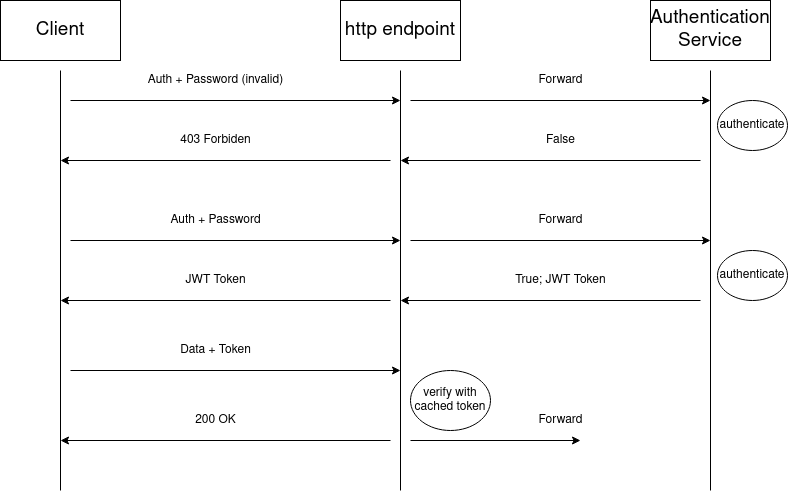 Client
http endpoint
Authentication
Service
Auth + Password (invalid)
Forward
authenticate
403 Forbiden
False
Auth + Password
Forward
authenticate
JWT Token
True; JWT Token
Data + Token
verify with
cached token
200 OK
Forward